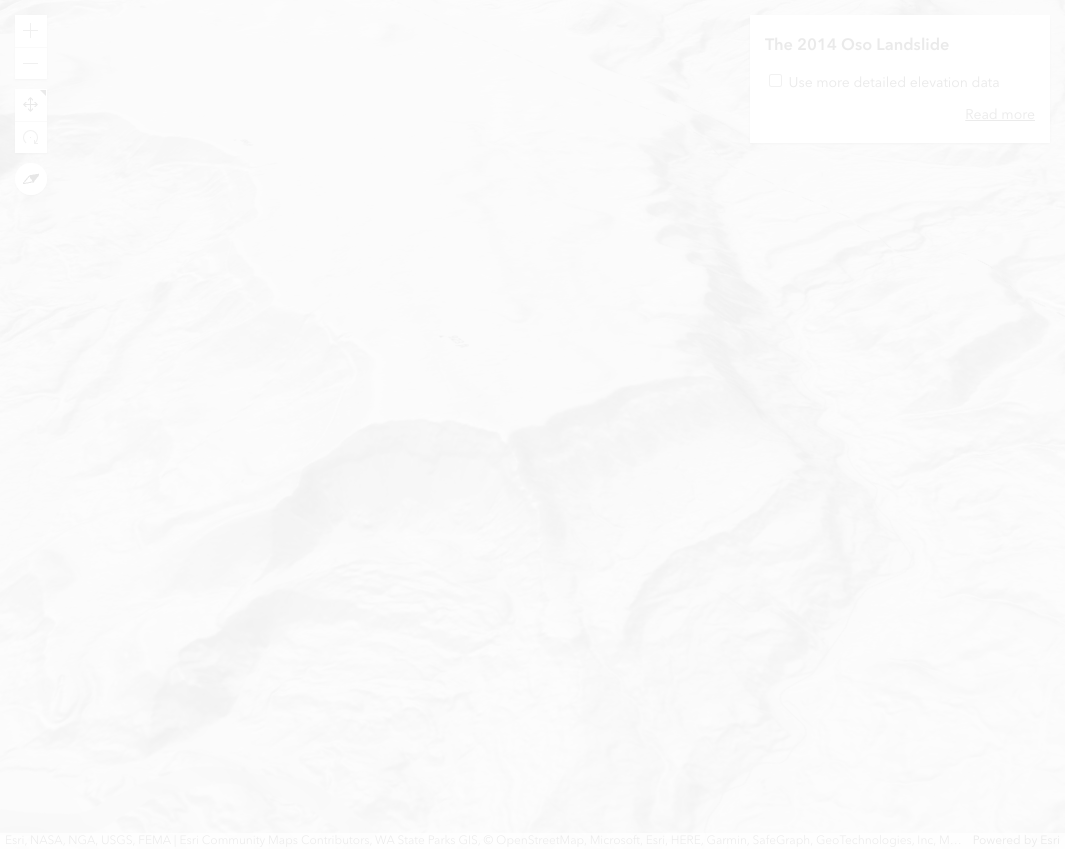 The 2014 Oso Landslide
Use more detailed elevation data
Read more
Esri, NASA, NGA, USGS, FEMA | Esri Community Maps Contributors, WA State Parks GIS, © OpenStreetMap, Microsoft, Esri, HERE, Garmin, SafeGraph, GeoTechnologies, Inc, M... Powered by Esri